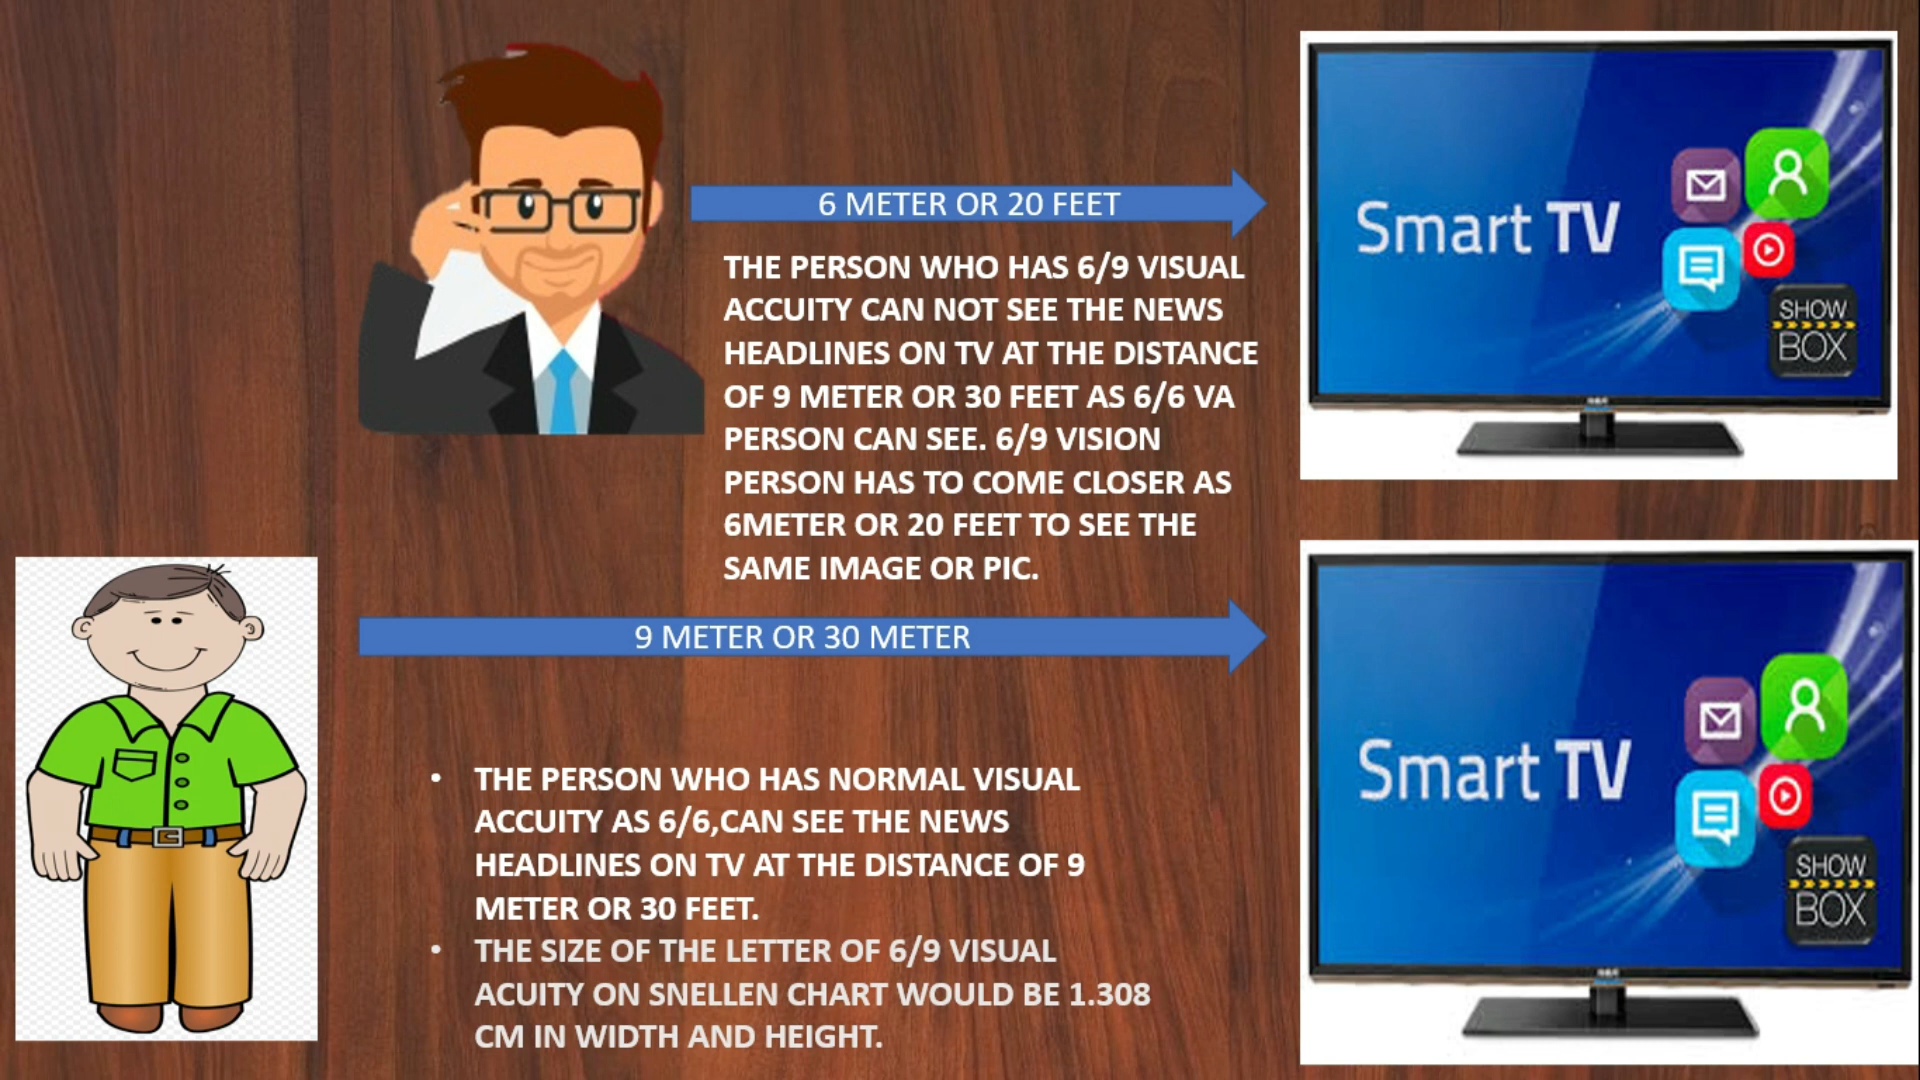 6 METER OR 20 FEET
THE PERSON WHO HAS 6/9 VISUAL
ACCUITY CAN NOT SEE THE NEWS
HEADLINES ON TV AT THE DISTANCE
OF 9 METER OR 30 FEET AS 6/6 VA
PERSON CAN SEE. 6/9 VISION
PERSON HAS TO COME CLOSER AS
6METER OR 20 FEET TO SEE THE
SAME IMAGE OR PIC.
Smart TV
SHOW
BOX
9 METER OR 30 METER
• THE PERSON WHO HAS NORMAL VISUAL
ACCUITY AS 6/6,CAN SEE THE NEWS
HEADLINES ON TV AT THE DISTANCE OF 9
METER OR 30 FEET.
• THE SIZE OF THE LETTER OF 6/9 VISUAL
ACUITY ON SNELLEN CHART WOULD BE 1.308
CM IN WIDTH AND HEIGHT.
Smart TV
SHOW
BOX